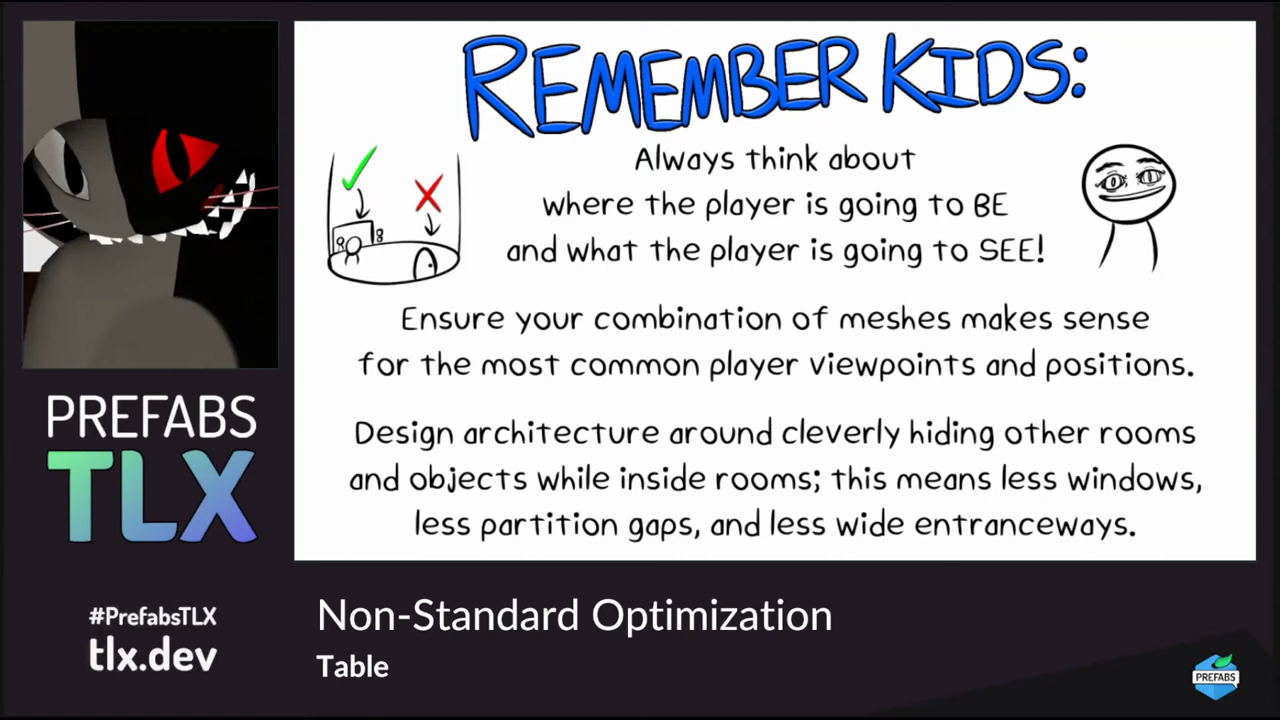 REMEMBER KIDS:
Always think about
where the player is going to BE
and what the player is going to SEE!
Ensure your combination of meshes makes sense
for the most common player viewpoints and positions.
Design architecture around cleverly hiding other rooms
and objects while inside rooms; this means less windows,
less partition gaps, and less wide entranceways.
PREFABS
TLX
#PrefabsTLX
tlx.dev
Non-Standard Optimization
Table
PREFABS